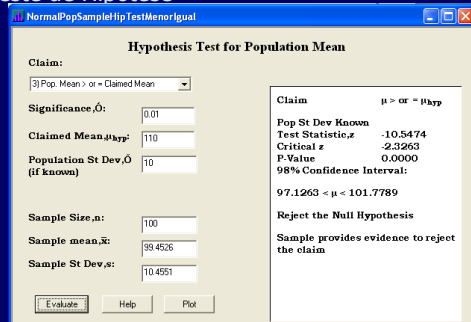 NormalPopSampleHipTestMenorIgual
Hypothesis Test for Population Mean
Claim:
3) Pop. Mean > or = Claimed Mean
Significance,Ó: 0.01
Claimed Mean,μhyp: 110
Population St Dev,Ó 10
(if known)
Sample Size,n: 100
Sample mean,x̄: 99.4526
Sample St Dev,s: 10.4551
Evaluate Help Plot
Claim μ > or = μhyp
Pop St Dev Known
Test Statistic,z -10.5474
Critical z -2.3263
P-Value 0.0000
98% Confidence Interval:
97.1263 < μ < 101.7789
Reject the Null Hypothesis
Sample provides evidence to reject
the claim